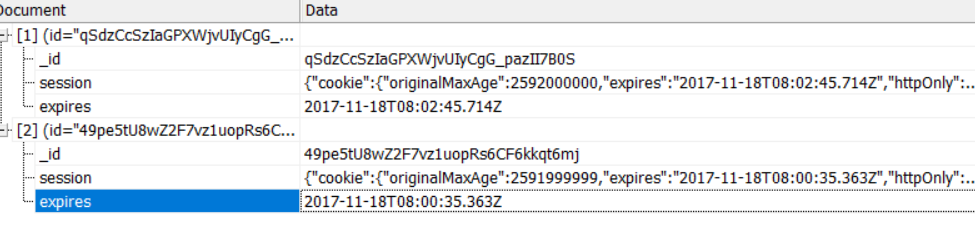 Document Data
[1] (id="qSdzCcSzIaGPXWjvUIyCgG_...
_id qSdzCcSzIaGPXWjvUIyCgG_pazII7B0S
session {"cookie":{"originalMaxAge":2592000000,"expires":"2017-11-18T08:02:45.714Z","httpOnly":...
expires 2017-11-18T08:02:45.714Z
[2] (id="49pe5tU8wZ2F7vz1uopRs6C...
_id 49pe5tU8wZ2F7vz1uopRs6CF6kkqt6mj
session {"cookie":{"originalMaxAge":2591999999,"expires":"2017-11-18T08:00:35.363Z","httpOnly":...
expires 2017-11-18T08:00:35.363Z